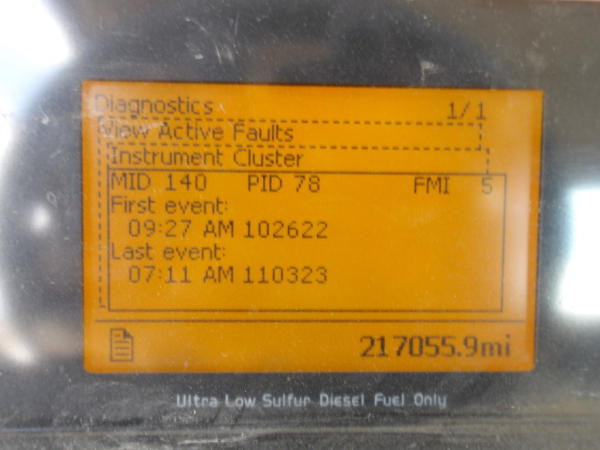 Diagnostics 1/1
View Active Faults
Instrument Cluster
MID 140 PID 78 FMI 5
First event:
09:27 AM 102622
Last event:
07:11 AM 110323
217055.9mi
Ultra Low Sulfur Diesel Fuel Only